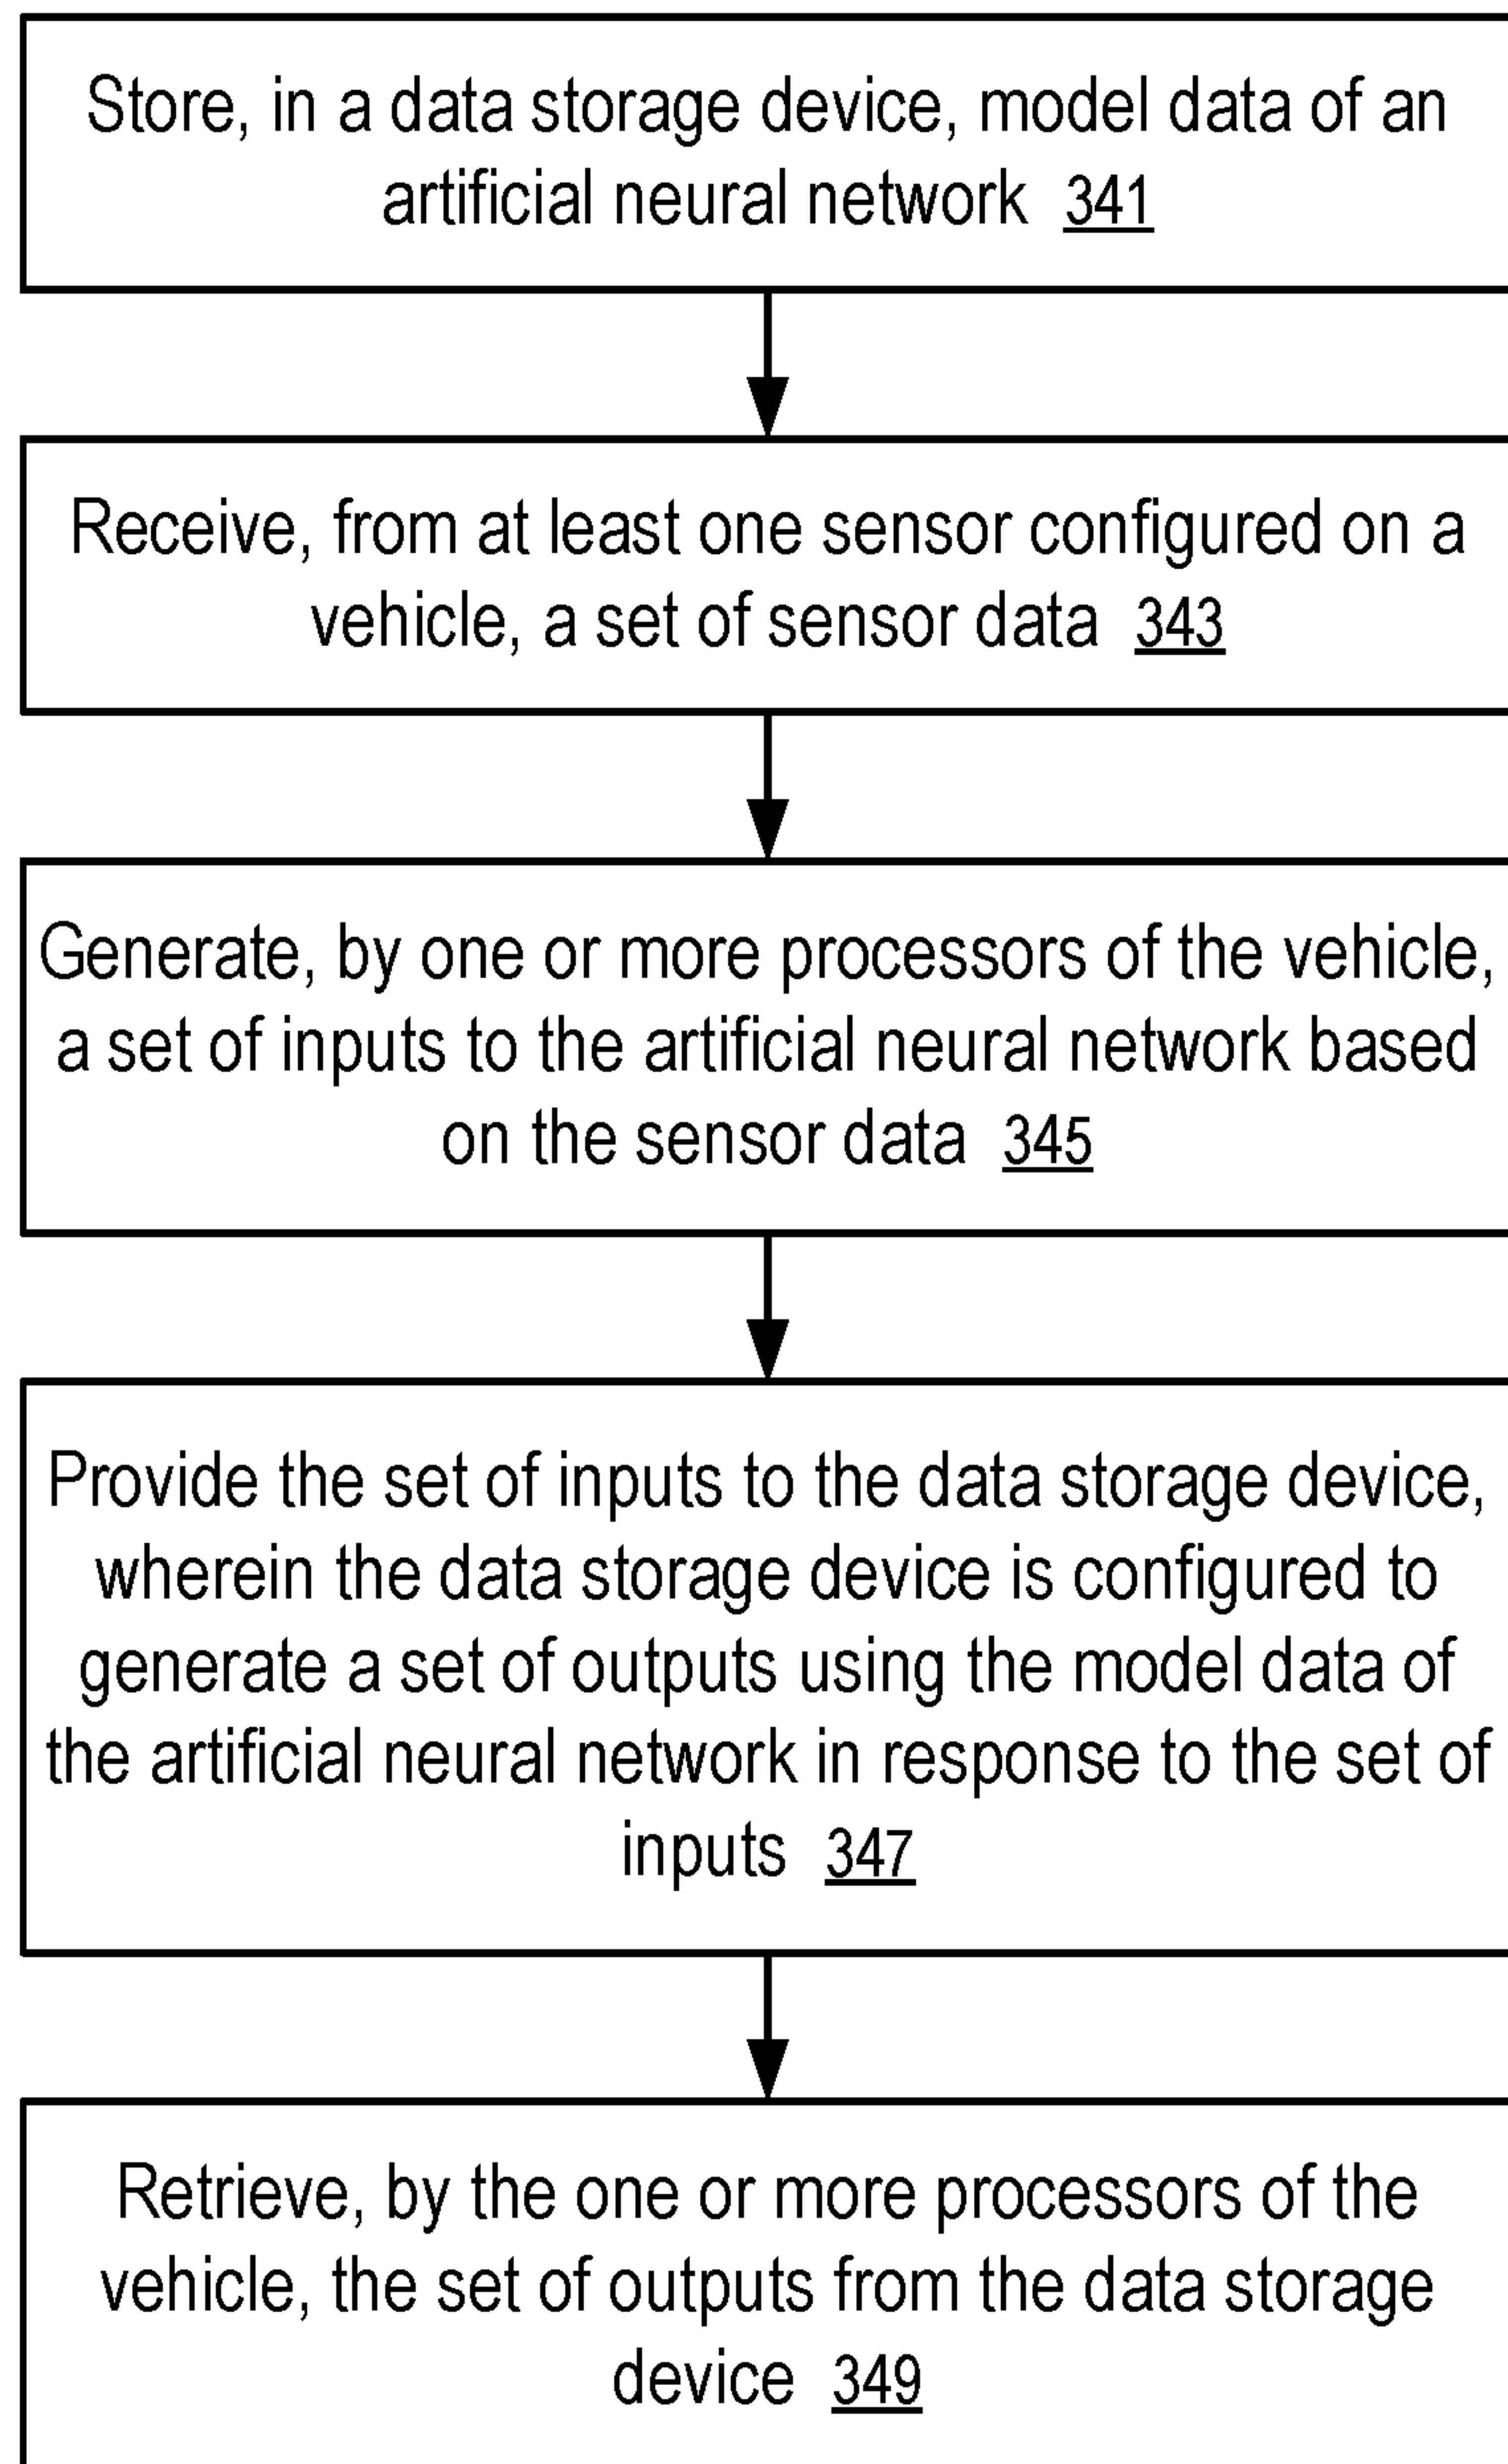 Store, in a data storage device, model data of an
artificial neural network 341
Receive, from at least one sensor configured on a
vehicle, a set of sensor data 343
Generate, by one or more processors of the vehicle,
a set of inputs to the artificial neural network based
on the sensor data 345
Provide the set of inputs to the data storage device,
wherein the data storage device is configured to
generate a set of outputs using the model data of
the artificial neural network in response to the set of
inputs 347
Retrieve, by the one or more processors of the
vehicle, the set of outputs from the data storage
device 349